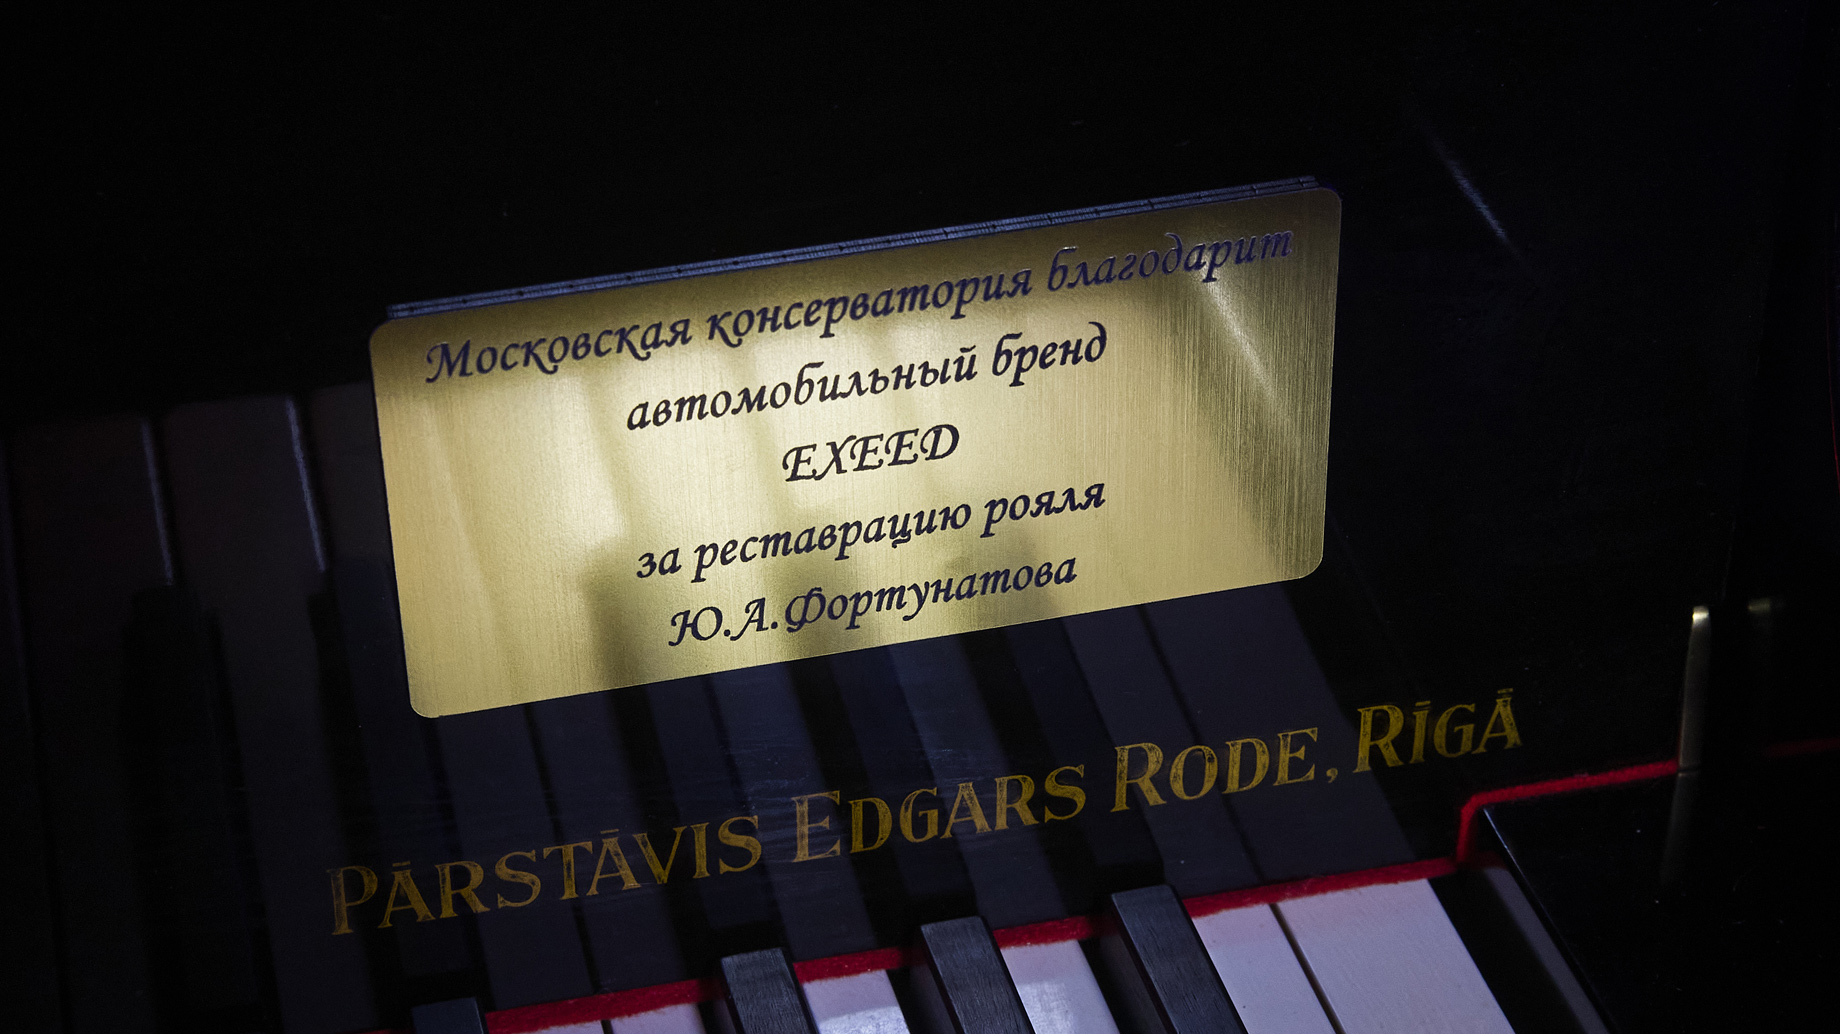 Московская консерватория благодарит
автомобильный бренд
EXEED
за реставрацию рояля
Ю.А.Фортунатова
PĀRSTĀVIS EDGARS RODE, RĪGĀ